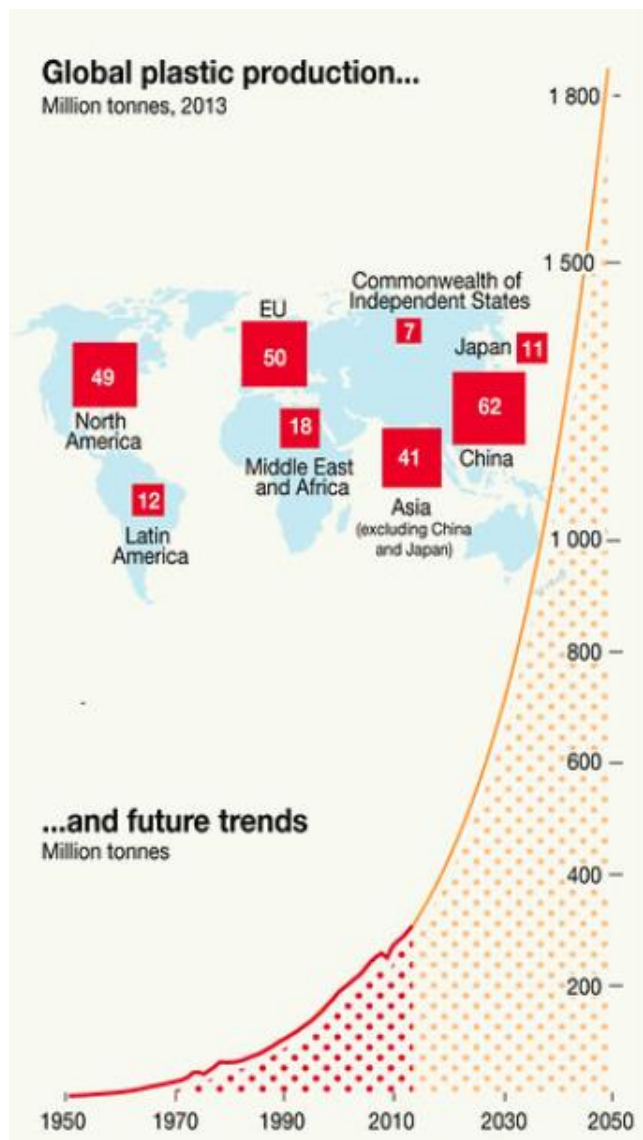 Global plastic production...
Million tonnes, 2013
1 800
1 500
Commonwealth of
Independent States
7
EU
50
Japan 11
49
North
America
62
China
18
Middle East
and Africa
41
Asia
(excluding China
and Japan)
12
Latin
America
1 000
800
600
...and future trends
Million tonnes
400
200
1950 1970 1990 2010 2030 2050